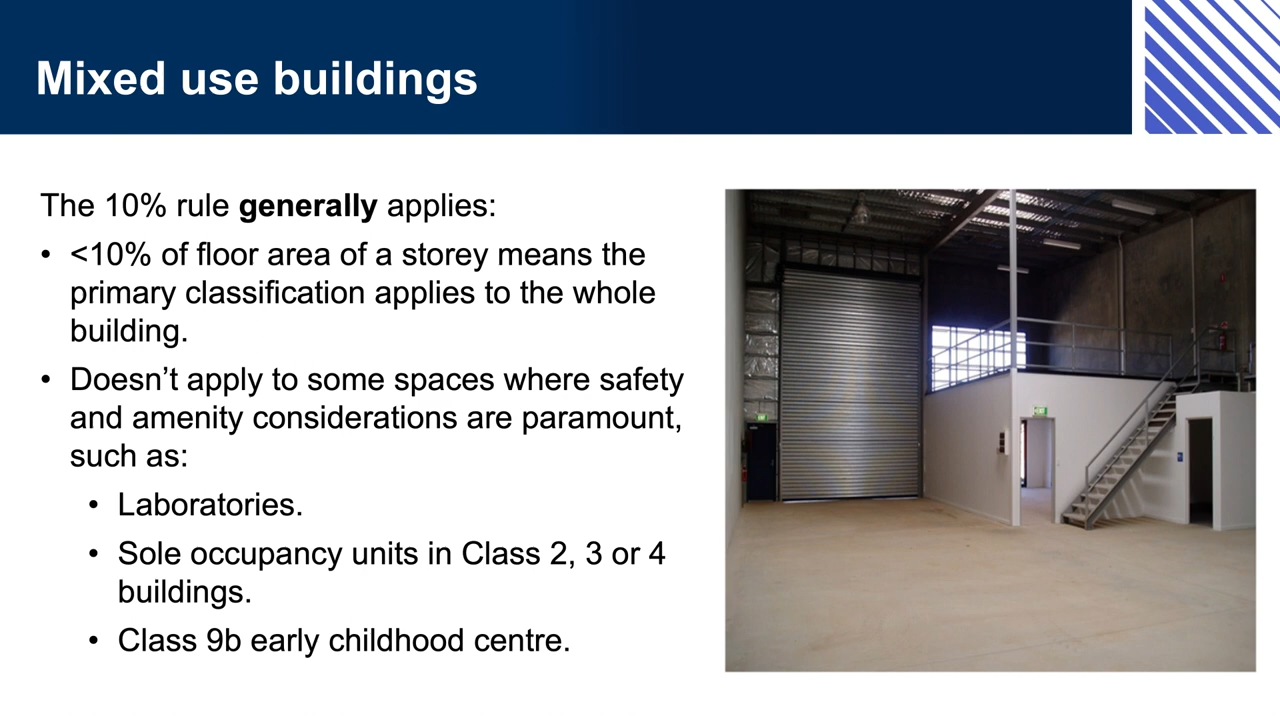 Mixed use buildings
The 10% rule generally applies:
• <10% of floor area of a storey means the
primary classification applies to the whole
building.
• Doesn’t apply to some spaces where safety
and amenity considerations are paramount,
such as:
• Laboratories.
• Sole occupancy units in Class 2, 3 or 4
buildings.
• Class 9b early childhood centre.
EXIT